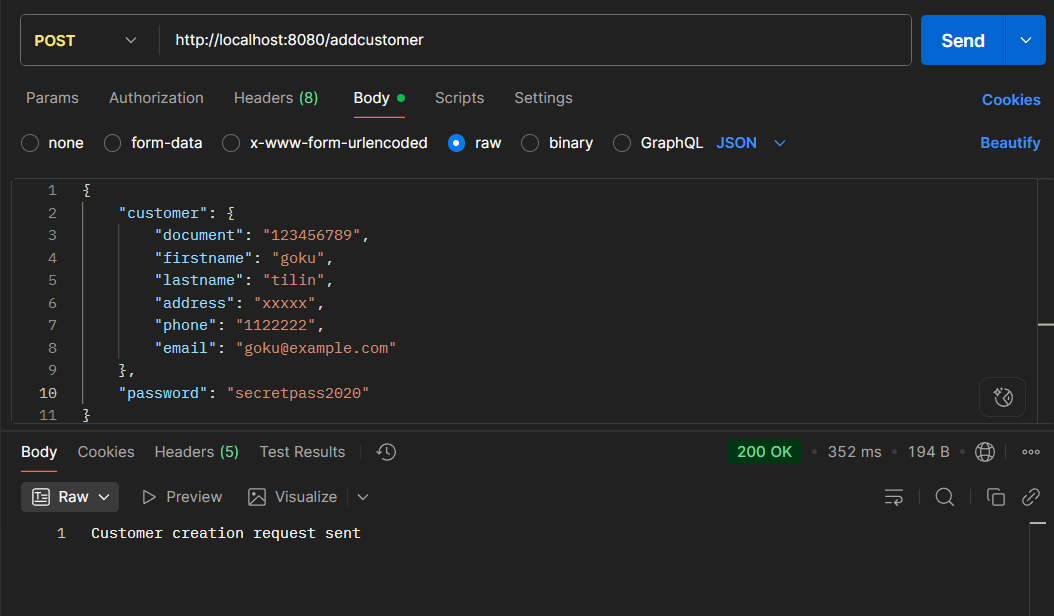 POST http://localhost:8080/addcustomer Send
Params Authorization Headers (8) Body Scripts Settings Cookies
none form-data x-www-form-urlencoded raw binary GraphQL JSON Beautify
1 {
2 "customer": {
3 "document": "123456789",
4 "firstname": "goku",
5 "lastname": "tilin",
6 "address": "xxxxx",
7 "phone": "1122222",
8 "email": "goku@example.com"
9 },
10 "password": "secretpass2020"
11 }
Body Cookies Headers (5) Test Results 200 OK • 352 ms • 194 B •
Raw Preview Visualize
1 Customer creation request sent